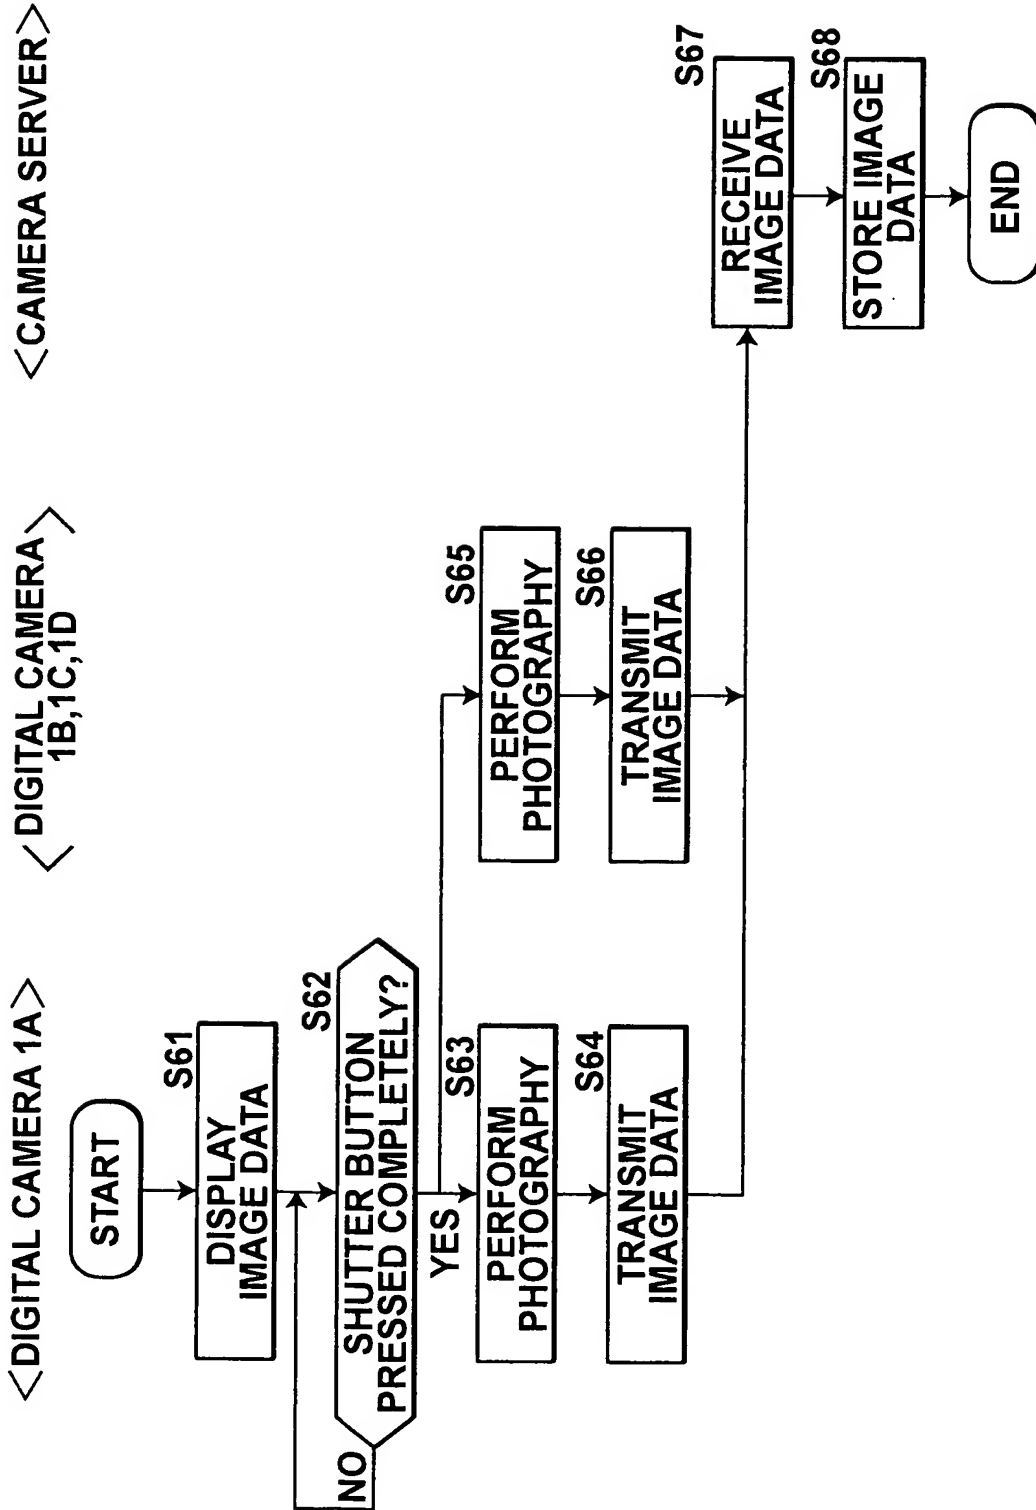 <DIGITAL CAMERA 1A>
START
S61
DISPLAY
IMAGE DATA
S62
SHUTTER BUTTON
PRESSED COMPLETELY?
NO
YES
S63
PERFORM
PHOTOGRAPHY
S64
TRANSMIT
IMAGE DATA
<DIGITAL CAMERA
1B,1C,1D>
S65
PERFORM
PHOTOGRAPHY
S66
TRANSMIT
IMAGE DATA
<CAMERA SERVER>
S67
RECEIVE
IMAGE DATA
S68
STORE IMAGE
DATA
END